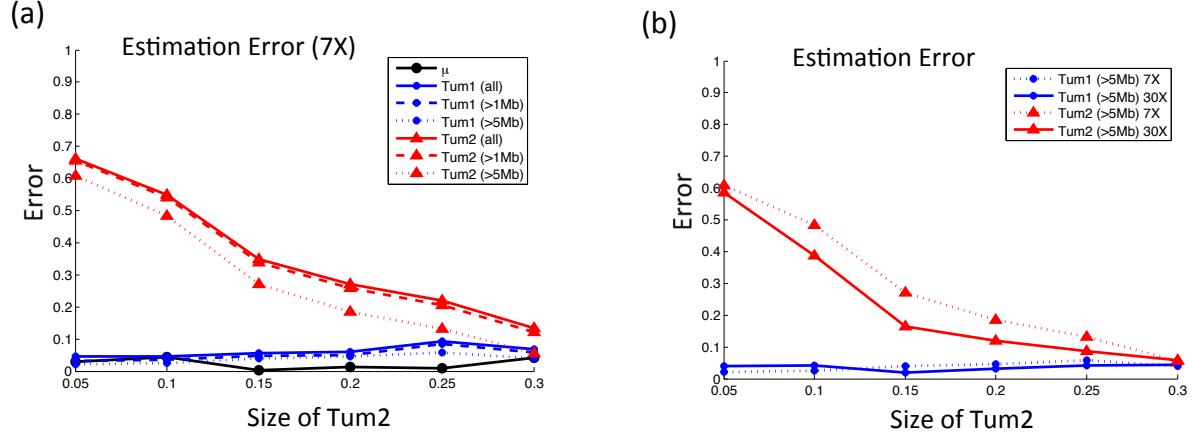 (a)
Estimation Error (7X)
μ
Tum1 (all)
Tum1 (>1Mb)
Tum1 (>5Mb)
Tum2 (all)
Tum2 (>1Mb)
Tum2 (>5Mb)
1
0.9
0.8
0.7
0.6
0.5
0.4
0.3
0.2
0.1
0
Error
0.05
0.1
0.15
0.2
0.25
0.3
Size of Tum2
(b)
Estimation Error
Tum1 (>5Mb) 7X
Tum1 (>5Mb) 30X
Tum2 (>5Mb) 7X
Tum2 (>5Mb) 30X
1
0.9
0.8
0.7
0.6
0.5
0.4
0.3
0.2
0.1
0
Error
0.05
0.1
0.15
0.2
0.25
0.3
Size of Tum2